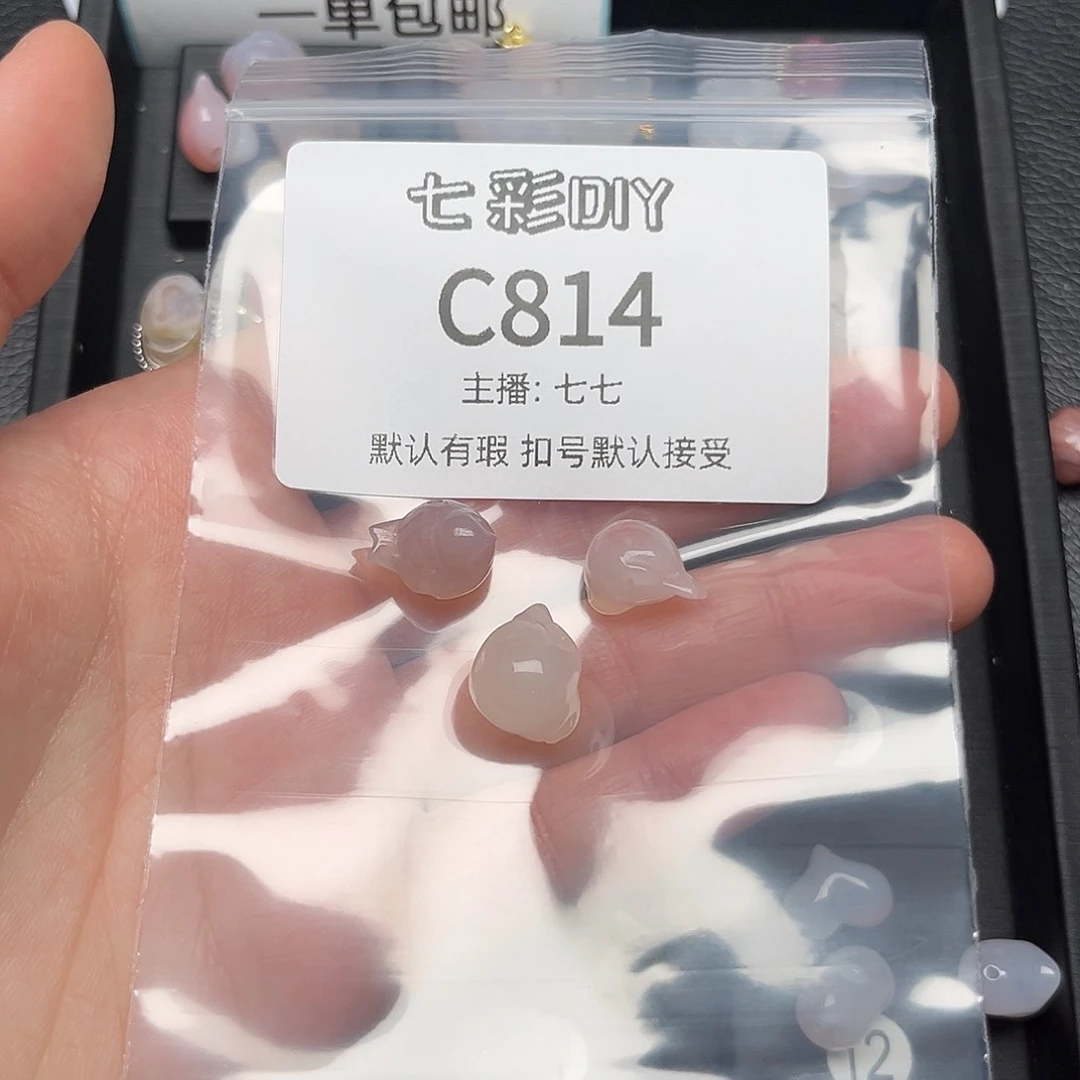 一单包邮
七彩DIY
C814
主播: 七七
默认有瑕 扣号默认接受
12